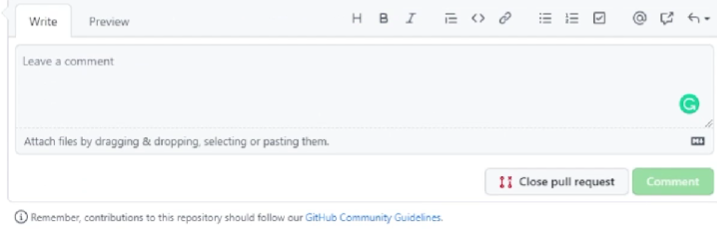 Write Preview H B I
Leave a comment
Attach files by dragging & dropping, selecting or pasting them.
Close pull request Comment
Remember, contributions to this repository should follow our GitHub Community Guidelines.